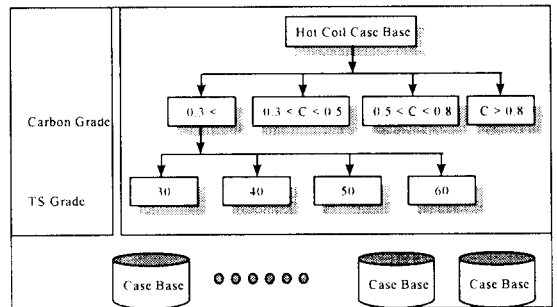 Hot Coil Case Base
Carbon Grade
0.3 <
0.3 < C < 0.5
0.5 < C < 0.8
C > 0.8
TS Grade
30
40
50
60
Case Base
Case Base
Case Base